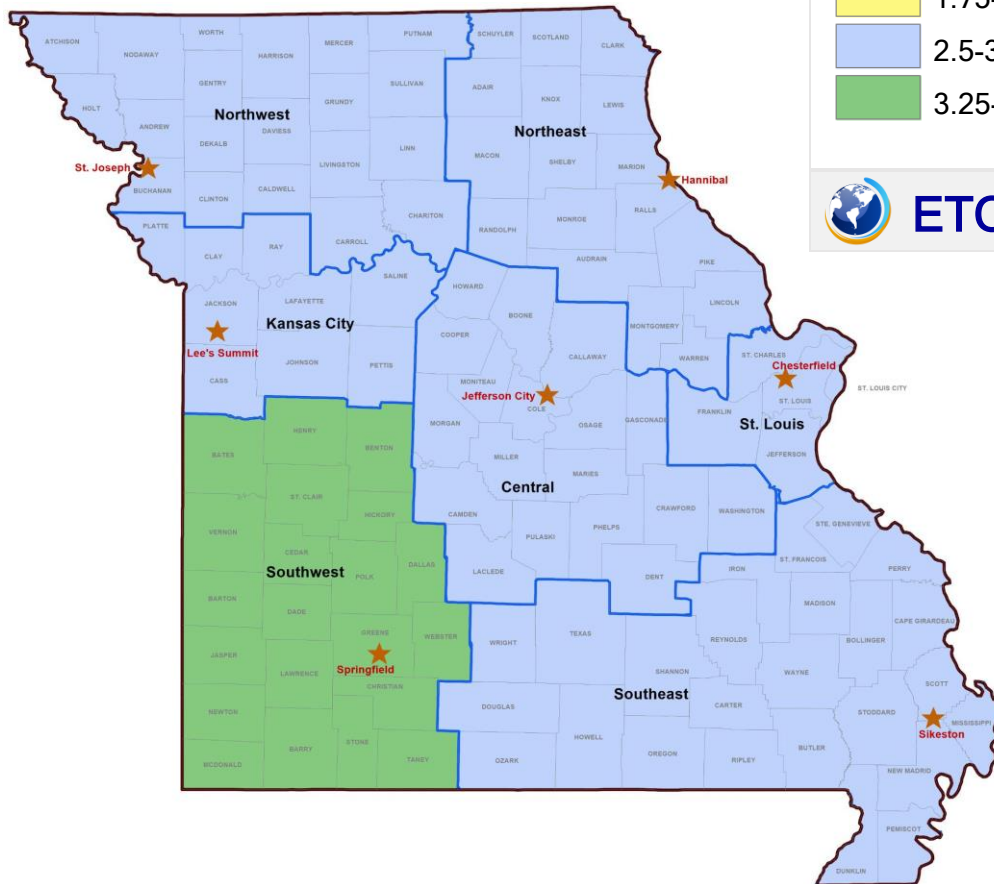 1.75-
2.5-3
3.25-
ETC
WORTH
PUTNAM
SCHUYLER
SCOTLAND
ATCHISON
NODAWAY
HARRISON
MERCER
CLARK
GENTRY
SULLIVAN
ADAIR
HOLT
Northwest
GRUNDY
KNOX
LEWIS
ANDREW
DAVIESS
Northeast
DEKALB
LINN
MACON
SHELBY
MARION
St. Joseph
LIVINGSTON
Hannibal
BUCHANAN
CLINTON
CALDWELL
CHARITON
RALLS
PLATTE
RANDOLPH
MONROE
CLAY
RAY
CARROLL
AUDRAIN
PIKE
SALINE
HOWARD
JACKSON
LAFAYETTE
BOONE
LINCOLN
Kansas City
MONTGOMERY
COOPER
Lee's Summit
JOHNSON
PETTIS
CALLAWAY
WARREN
ST. CHARLES
Chesterfield
CASS
MONITEAU
Jefferson City
COLE
ST. LOUIS
ST. LOUIS CITY
MORGAN
OSAGE
GASCONADE
FRANKLIN
St. Louis
HENRY
BENTON
BATES
MILLER
JEFFERSON
MARIES
Central
ST. CLAIR
HICKORY
CAMDEN
PHELPS
CRAWFORD
WASHINGTON
STE. GENEVIEVE
VERNON
PULASKI
CEDAR
ST. FRANCOIS
Southwest
POLK
DALLAS
LACLEDE
DENT
IRON
PERRY
BARTON
DADE
MADISON
CAPE GIRARDEAU
GREENE
WEBSTER
WRIGHT
TEXAS
REYNOLDS
BOLLINGER
JASPER
Springfield
LAWRENCE
SHANNON
WAYNE
CHRISTIAN
SCOTT
Southeast
NEWTON
DOUGLAS
CARTER
STODDARD
MISSISSIPPI
Sikeston
BARRY
STONE
HOWELL
BUTLER
MCDONALD
TANEY
OZARK
OREGON
RIPLEY
NEW MADRID
PEMISCOT
DUNKLIN